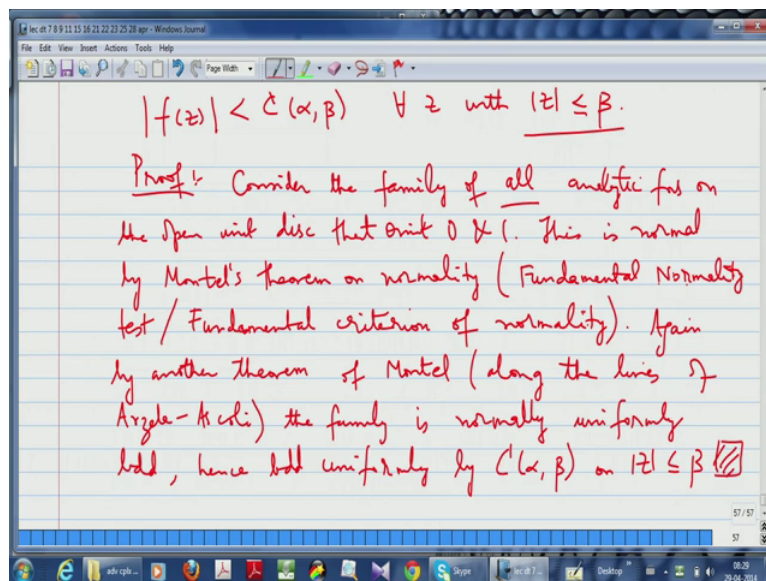 lec dt 7 8 9 11 15 16 21 22 23 25 28 apr - Windows Journal
File Edit View Insert Actions Tools Help
Page Width
|f(z)| < C(α, β) ∀ z with |z| ≤ β.
Proof: Consider the family of all analytic fns on
the open unit disc that omit 0 & 1. This is normal
by Montel's theorem on normality (Fundamental Normality
test / Fundamental criterion of normality). Again
by another theorem of Montel (along the lines of
Arzela-Ascoli) the family is normally uniformly
bdd, hence bdd uniformly by C(α, β) on |z| ≤ β
57/57
57
adv cplx ...
Skype
lec dt 7 ...
Desktop
08:29
29-04-2014